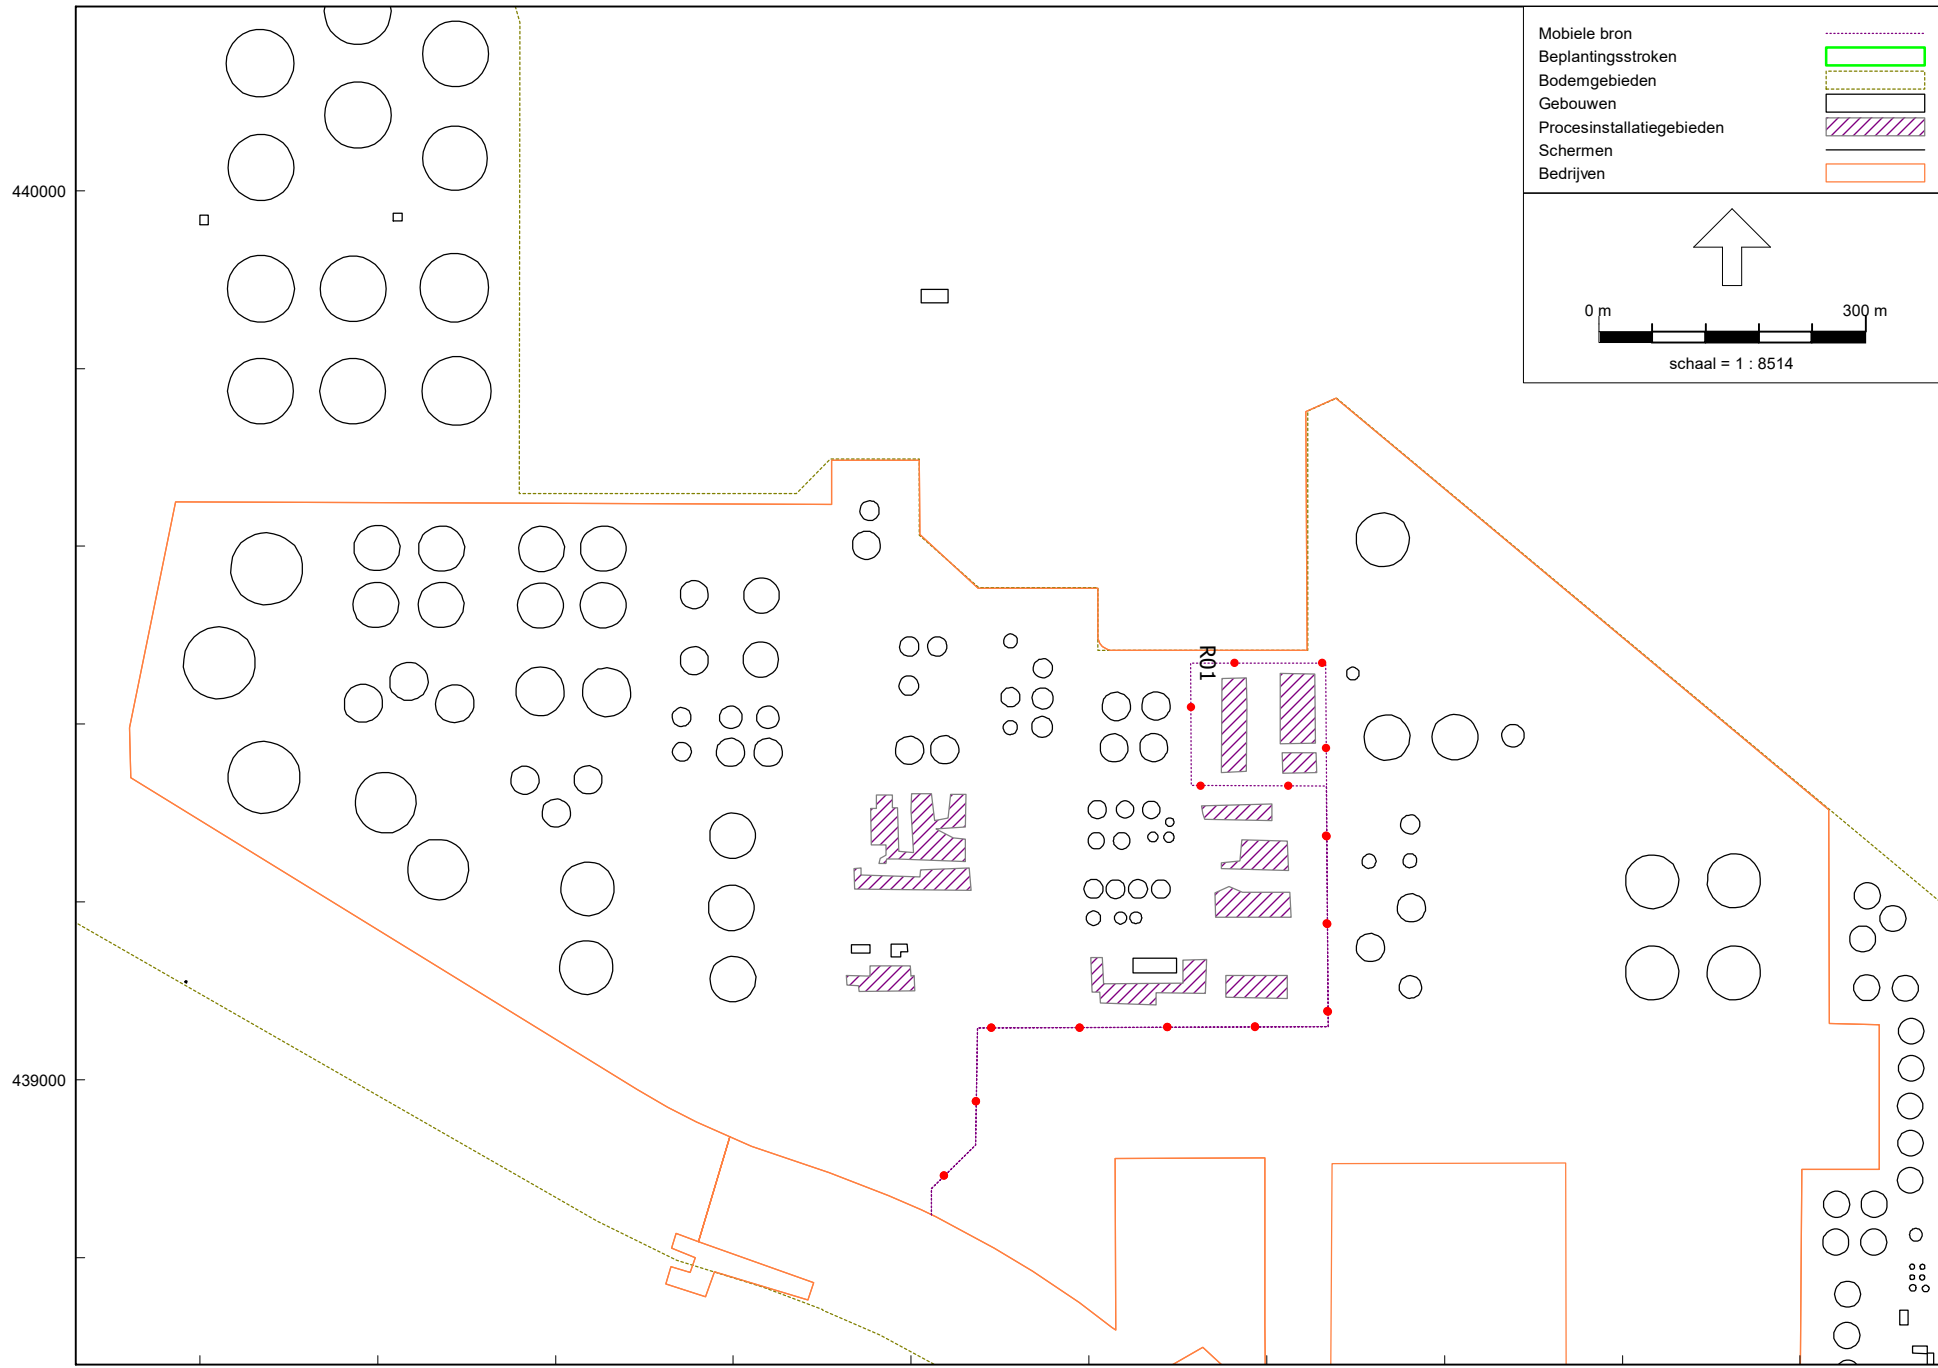 Mobiele bron
Beplantingsstroken
Bodemgebieden
Gebouwen
Procesinstallatiegebieden
Schermen
Bedrijven
440000
0 m 300 m
schaal = 1 : 8514
R01
439000